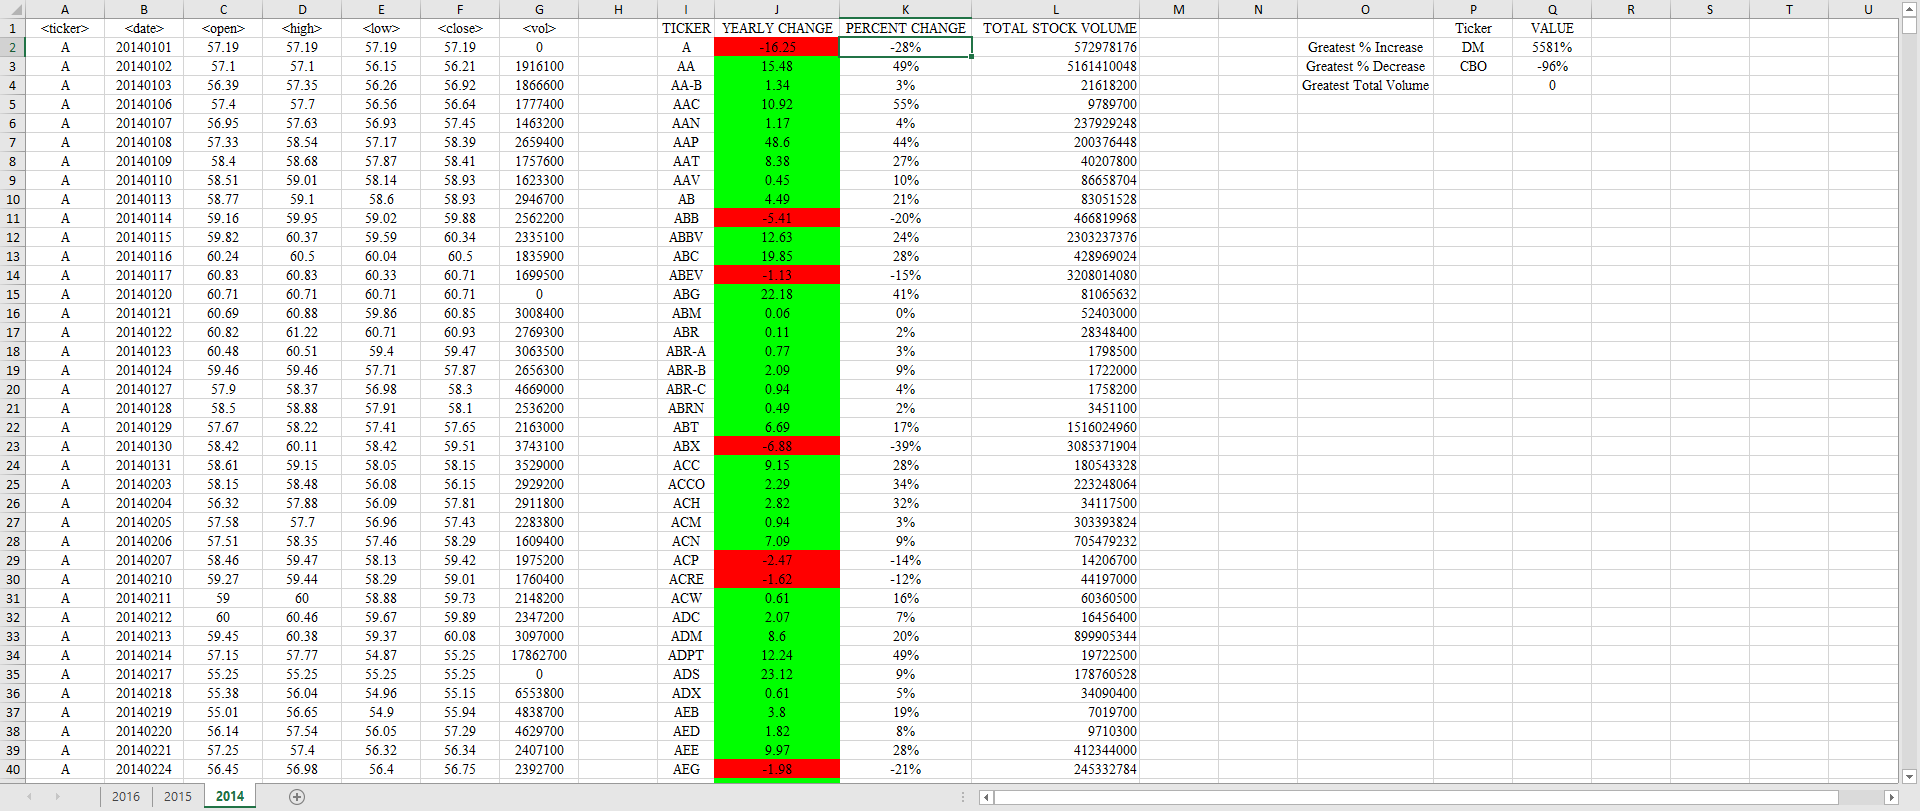 A B C D E F G H I J K L M N O P Q R S T U
1 <ticker> <date> <open> <high> <low> <close> <vol> TICKER YEARLY CHANGE PERCENT CHANGE TOTAL STOCK VOLUME Ticker VALUE
2 A 20140101 57.19 57.19 57.19 57.19 0 A -16.25 -28% 572978176 Greatest % Increase DM 5581%
3 A 20140102 57.1 57.1 56.15 56.21 1916100 AA 15.48 49% 5161410048 Greatest % Decrease CBO -96%
4 A 20140103 56.39 57.35 56.26 56.92 1866600 AA-B 1.34 3% 21618200 Greatest Total Volume 0
5 A 20140106 57.4 57.7 56.56 56.64 1777400 AAC 10.92 55% 9789700
6 A 20140107 56.95 57.63 56.93 57.45 1463200 AAN 1.17 4% 237929248
7 A 20140108 57.33 58.54 57.17 58.39 2659400 AAP 48.6 44% 200376448
8 A 20140109 58.4 58.68 57.87 58.41 1757600 AAT 8.38 27% 40207800
9 A 20140110 58.51 59.01 58.14 58.93 1623300 AAV 0.45 10% 86658704
10 A 20140113 58.77 59.1 58.6 58.93 2946700 AB 4.49 21% 83051528
11 A 20140114 59.16 59.95 59.02 59.88 2562200 ABB -5.41 -20% 466819968
12 A 20140115 59.82 60.37 59.59 60.34 2335100 ABBV 12.63 24% 2303237376
13 A 20140116 60.24 60.5 60.04 60.5 1835900 ABC 19.85 28% 428969024
14 A 20140117 60.83 60.83 60.33 60.71 1699500 ABEV -1.13 -15% 3208014080
15 A 20140120 60.71 60.71 60.71 60.71 0 ABG 22.18 41% 81065632
16 A 20140121 60.69 60.88 59.86 60.85 3008400 ABM 0.06 0% 52403000
17 A 20140122 60.82 61.22 60.71 60.93 2769300 ABR 0.11 2% 28348400
18 A 20140123 60.48 60.51 59.4 59.47 3063500 ABR-A 0.77 3% 1798500
19 A 20140124 59.46 59.46 57.71 57.87 2656300 ABR-B 2.09 9% 1722000
20 A 20140127 57.9 58.37 56.98 58.3 4669000 ABR-C 0.94 4% 1758200
21 A 20140128 58.5 58.88 57.91 58.1 2536200 ABRN 0.49 2% 3451100
22 A 20140129 57.67 58.22 57.41 57.65 2163000 ABT 6.69 17% 1516024960
23 A 20140130 58.42 60.11 58.42 59.51 3743100 ABX -6.88 -39% 3085371904
24 A 20140131 58.61 59.15 58.05 58.15 3529000 ACC 9.15 28% 180543328
25 A 20140203 58.15 58.48 56.08 56.15 2929200 ACCO 2.29 34% 223248064
26 A 20140204 56.32 57.88 56.09 57.81 2911800 ACH 2.82 32% 34117500
27 A 20140205 57.58 57.7 56.96 57.43 2283800 ACM 0.94 3% 303393824
28 A 20140206 57.51 58.35 57.46 58.29 1609400 ACN 7.09 9% 705479232
29 A 20140207 58.46 59.47 58.13 59.42 1975200 ACP -2.47 -14% 14206700
30 A 20140210 59.27 59.44 58.29 59.01 1760400 ACRE -1.62 -12% 44197000
31 A 20140211 59 60 58.88 59.73 2148200 ACW 0.61 16% 60360500
32 A 20140212 60 60.46 59.67 59.89 2347200 ADC 2.07 7% 16456400
33 A 20140213 59.45 60.38 59.37 60.08 3097000 ADM 8.6 20% 899905344
34 A 20140214 57.15 57.77 54.87 55.25 17862700 ADPT 12.24 49% 19722500
35 A 20140217 55.25 55.25 55.25 55.25 0 ADS 23.12 9% 178760528
36 A 20140218 55.38 56.04 54.96 55.15 6553800 ADX 0.61 5% 34090400
37 A 20140219 55.01 56.65 54.9 55.94 4838700 AEB 3.8 19% 7019700
38 A 20140220 56.14 57.54 56.05 57.29 4629700 AED 1.82 8% 9710300
39 A 20140221 57.25 57.4 56.32 56.34 2407100 AEE 9.97 28% 412344000
40 A 20140224 56.45 56.98 56.4 56.75 2392700 AEG -1.98 -21% 245332784
2016 2015 2014